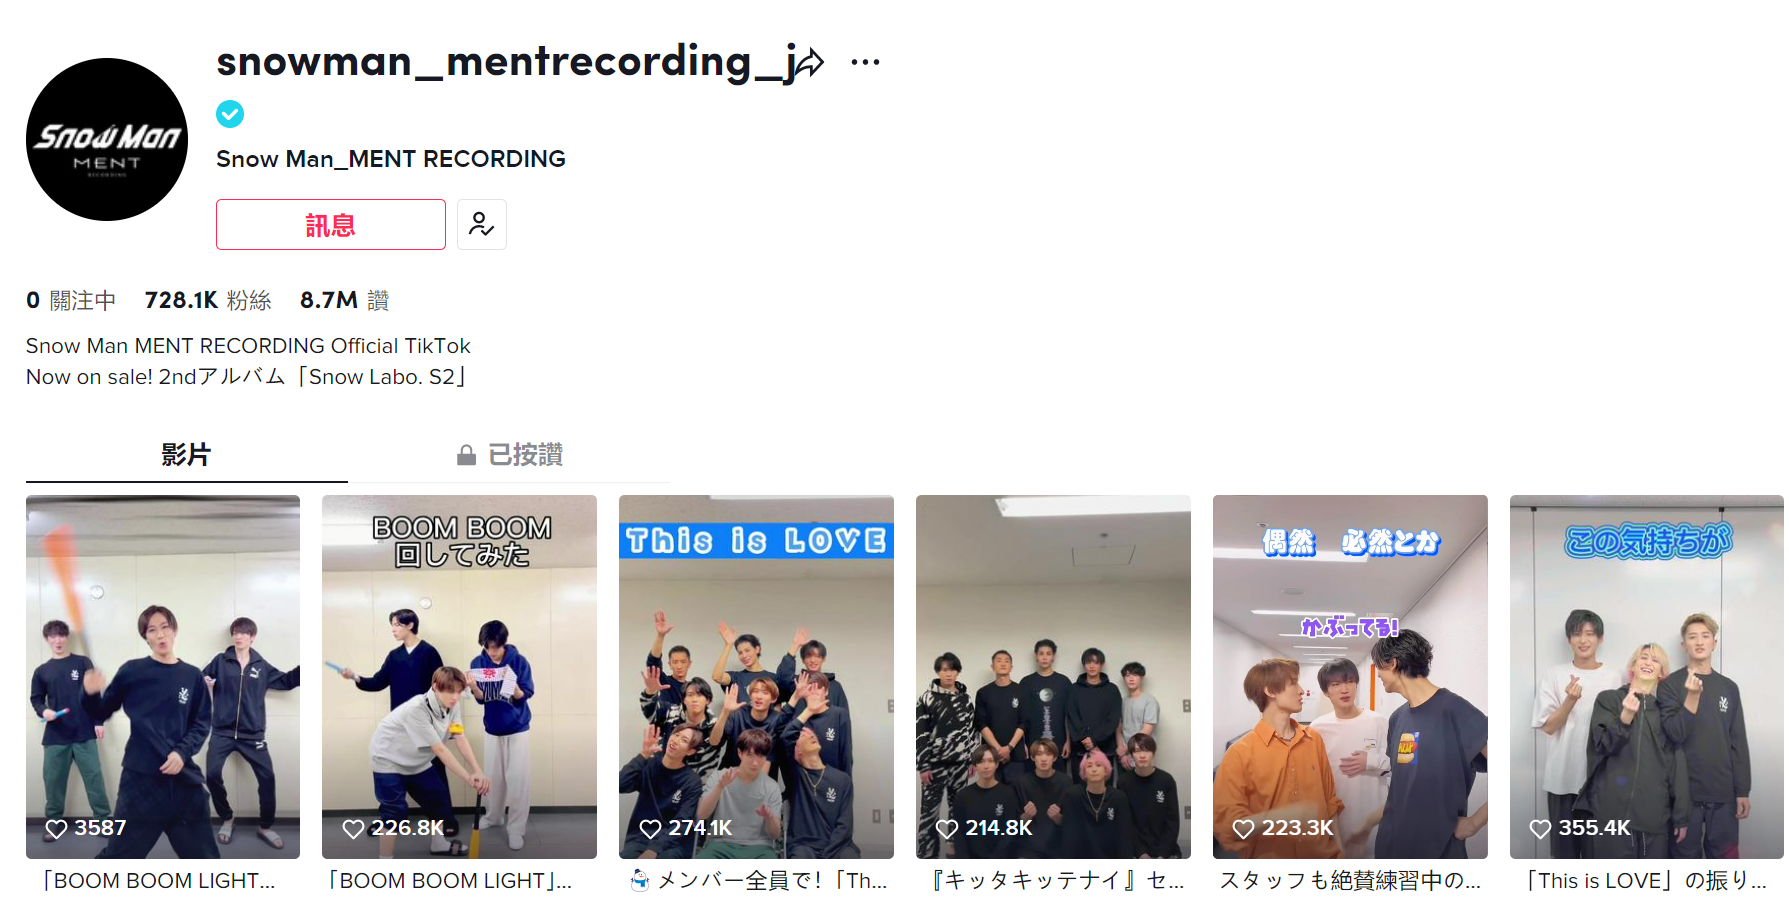 snowman_mentrecording_j
Snow Man
MENT
RECORDING
Snow Man_MENT RECORDING
訊息
0 關注中 728.1K 粉絲 8.7M 讚
Snow Man MENT RECORDING Official TikTok
Now on sale! 2ndアルバム「Snow Labo. S2」
影片
已按讚
3587
「BOOM BOOM LIGHT...
BOOM BOOM
回してみた
226.8K
「BOOM BOOM LIGHT」...
This is LOVE
274.1K
⛄メンバー全員で!「Th...
214.8K
『キッタキッテナイ』セ...
偶然 必然とか
かぶってる!
223.3K
スタッフも絶賛練習中の...
この気持ちが
355.4K
「This is LOVE」の振り...